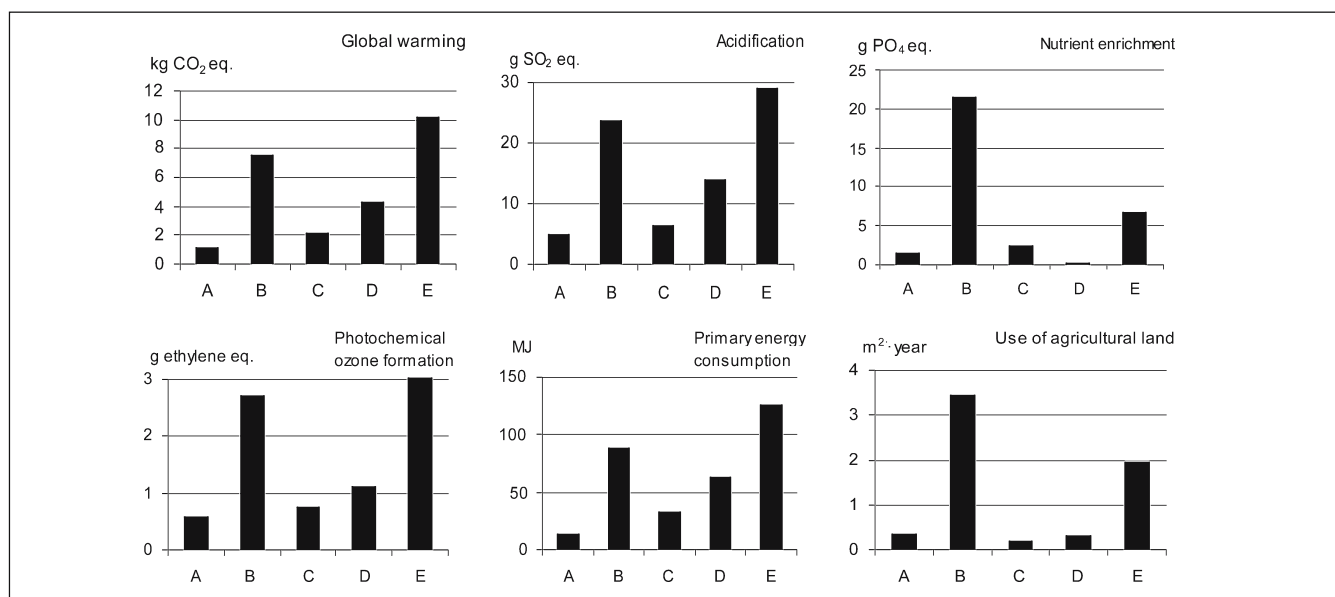 Global warming
kg CO₂ eq.
12
10
8
6
4
2
0
A B C D E
Acidification
g SO₂ eq.
30
20
10
0
A B C D E
Nutrient enrichment
g PO₄ eq.
25
20
15
10
5
0
A B C D E
Photochemical
ozone formation
g ethylene eq.
3
2
1
0
A B C D E
Primary energy
consumption
MJ
150
100
50
0
A B C D E
Use of agricultural land
m²· year
4
3
2
1
0
A B C D E